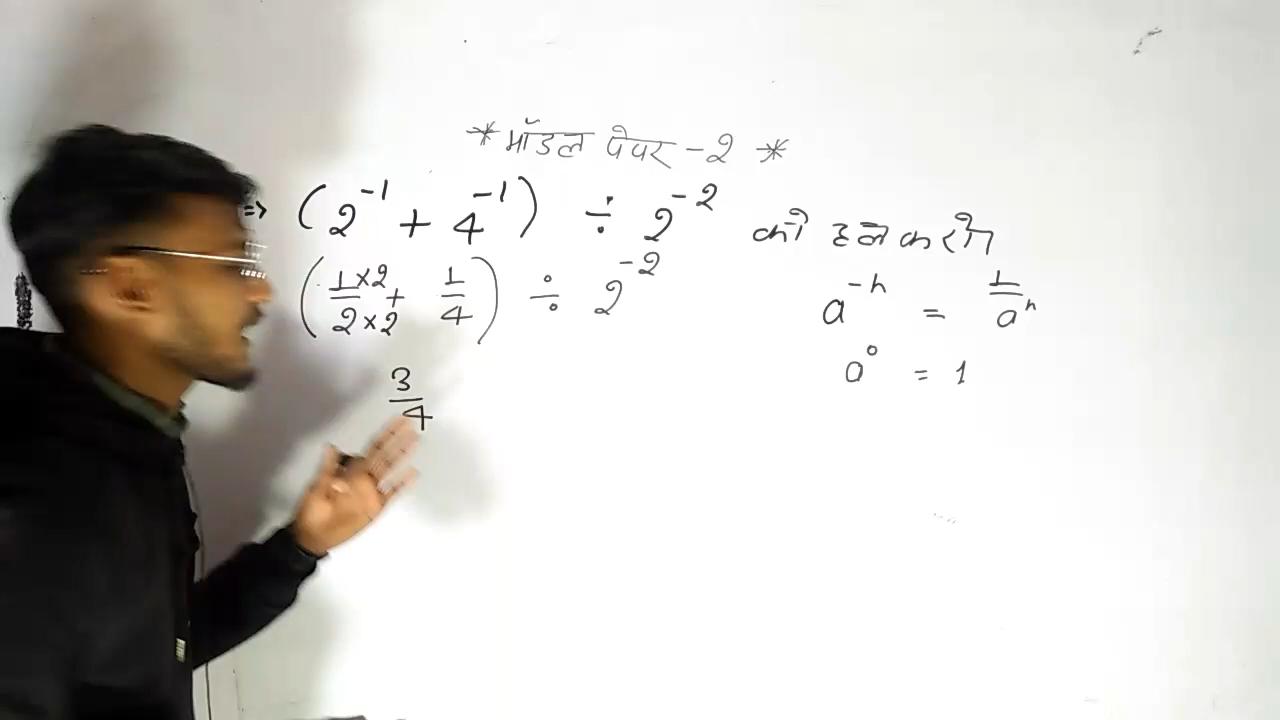 * मॉडल पेपर - 2 *
=> (2⁻¹ + 4⁻¹) ÷ 2⁻² को हल करें
(1×2/2×2 + 1/4) ÷ 2⁻²
a⁻ⁿ = 1/aⁿ
a⁰ = 1
3/4